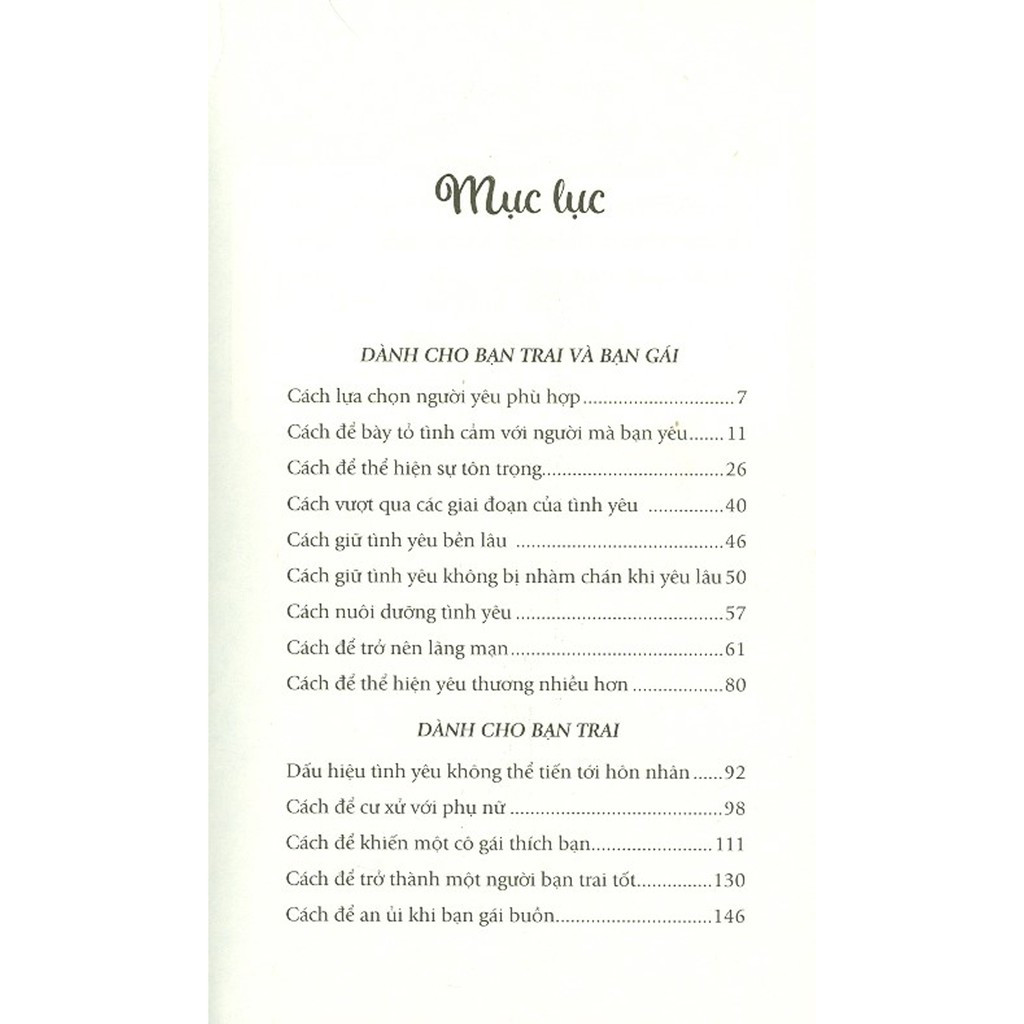 Mục lục
DÀNH CHO BẠN TRAI VÀ BẠN GÁI
Cách lựa chọn người yêu phù hợp.............................7
Cách để bày tỏ tình cảm với người mà bạn yêu.......11
Cách để thể hiện sự tôn trọng..................................26
Cách vượt qua các giai đoạn của tình yêu ..............40
Cách giữ tình yêu bền lâu .......................................46
Cách giữ tình yêu không bị nhàm chán khi yêu lâu 50
Cách nuôi dưỡng tình yêu .......................................57
Cách để trở nên lãng mạn........................................61
Cách để thể hiện yêu thương nhiều hơn .................80
DÀNH CHO BẠN TRAI
Dấu hiệu tình yêu không thể tiến tới hôn nhân ......92
Cách để cư xử với phụ nữ ........................................98
Cách để khiến một cô gái thích bạn.......................111
Cách để trở thành một người bạn trai tốt..............130
Cách để an ủi khi bạn gái buồn..............................146